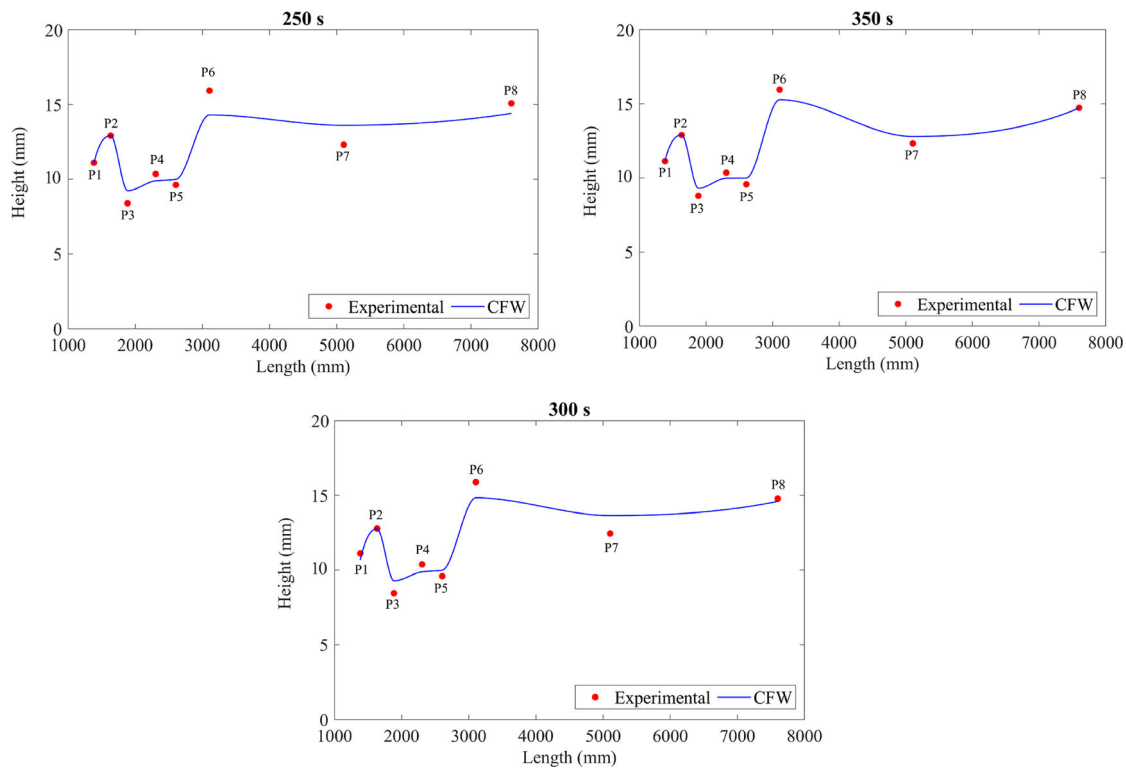 250 s
20
15
10
5
0
Height (mm)
P1
P2
P3
P4
P5
P6
P7
P8
Experimental
CFW
1000 2000 3000 4000 5000 6000 7000 8000
Length (mm)
350 s
20
15
10
5
0
Height (mm)
P1
P2
P3
P4
P5
P6
P7
P8
Experimental
CFW
1000 2000 3000 4000 5000 6000 7000 8000
Length (mm)
300 s
20
15
10
5
0
Height (mm)
P1
P2
P3
P4
P5
P6
P7
P8
Experimental
CFW
1000 2000 3000 4000 5000 6000 7000 8000
Length (mm)